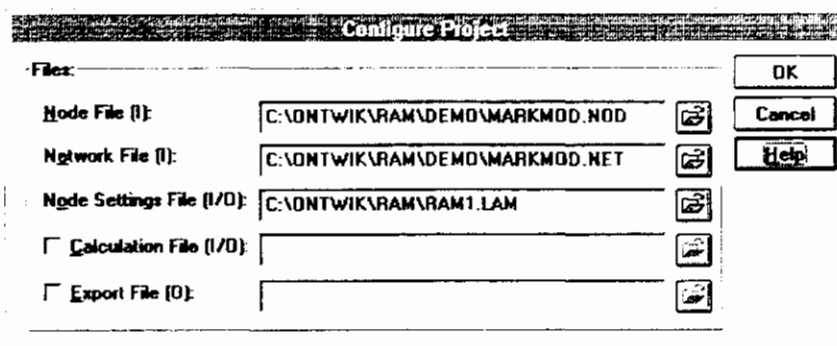 Configure Project
Files:
OK
Node File (I): C:\ONTWIK\RAM\DEMO\MARKMOD.NOD
Cancel
Network File (I): C:\ONTWIK\RAM\DEMO\MARKMOD.NET
Help
Node Settings File (I/O): C:\ONTWIK\RAM\RAM1.LAM
Calculation File (I/O):
Export File (O):